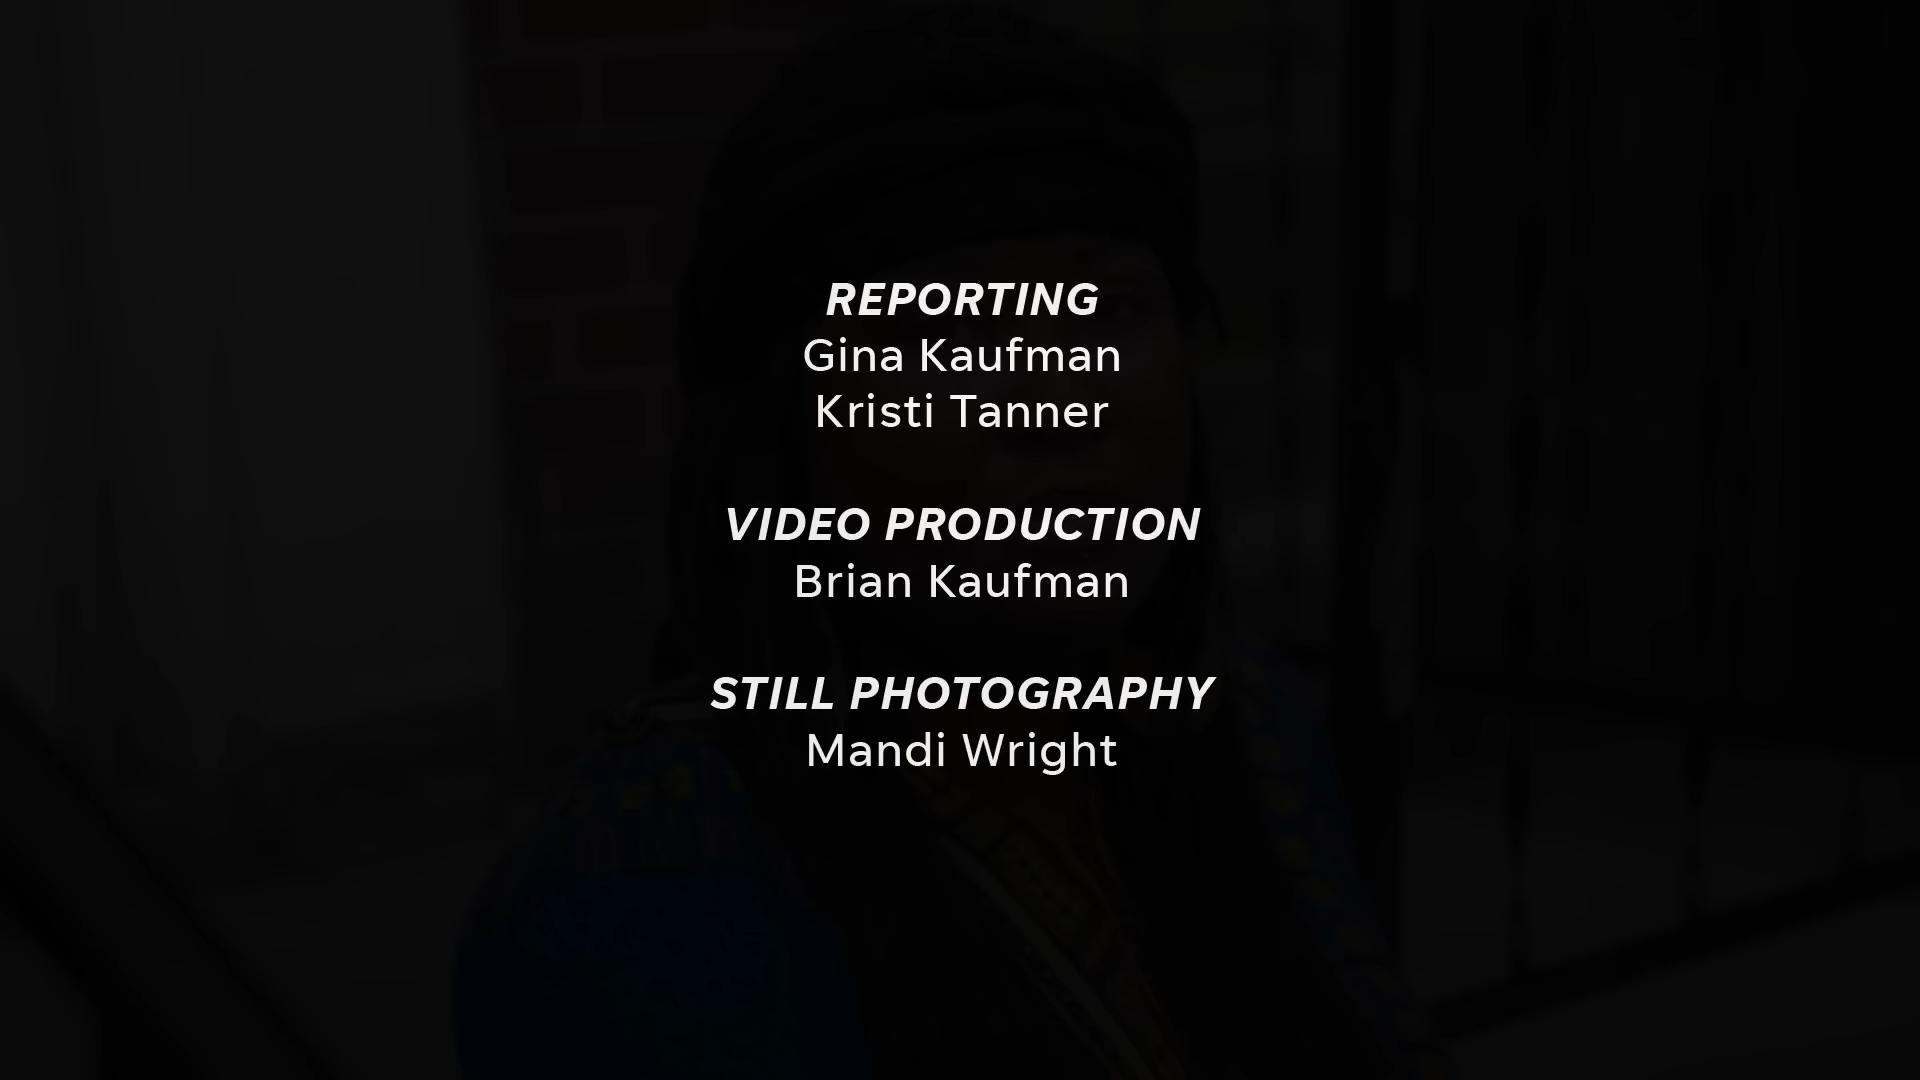 REPORTING
Gina Kaufman
Kristi Tanner
VIDEO PRODUCTION
Brian Kaufman
STILL PHOTOGRAPHY
Mandi Wright